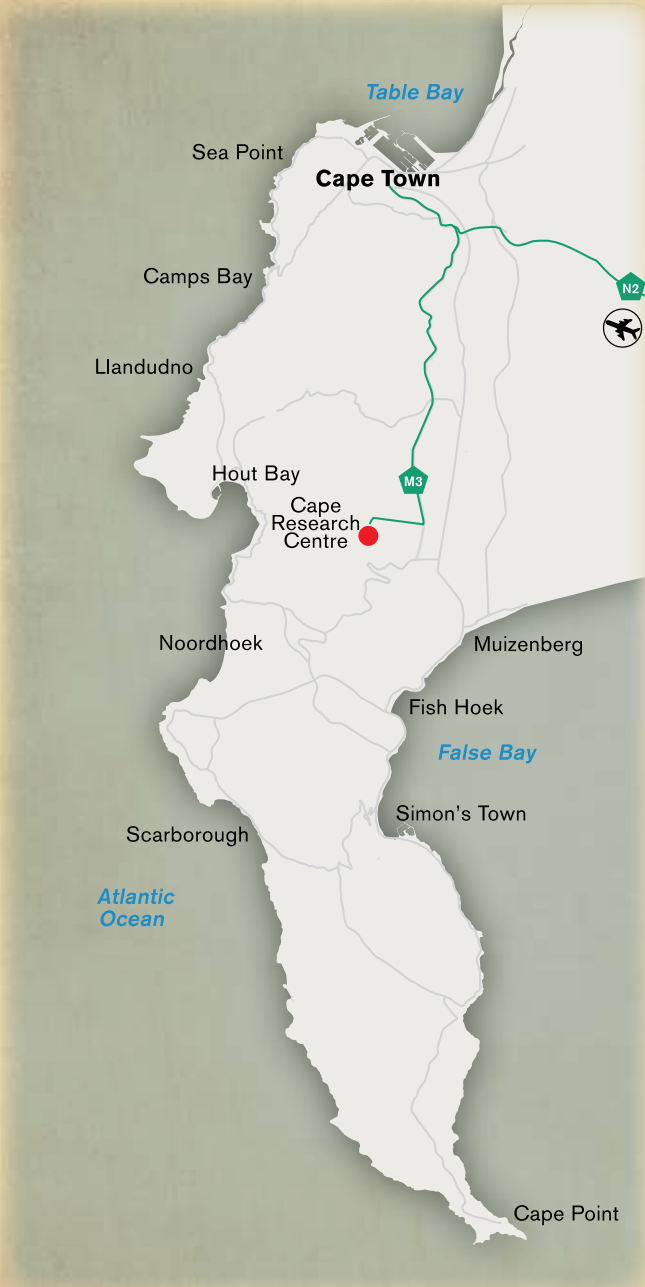 Table Bay
Sea Point
Cape Town
Camps Bay
N2
Llandudno
Hout Bay
M3
Cape
Research
Centre
Noordhoek
Muizenberg
Fish Hoek
False Bay
Simon's Town
Scarborough
Atlantic
Ocean
Cape Point